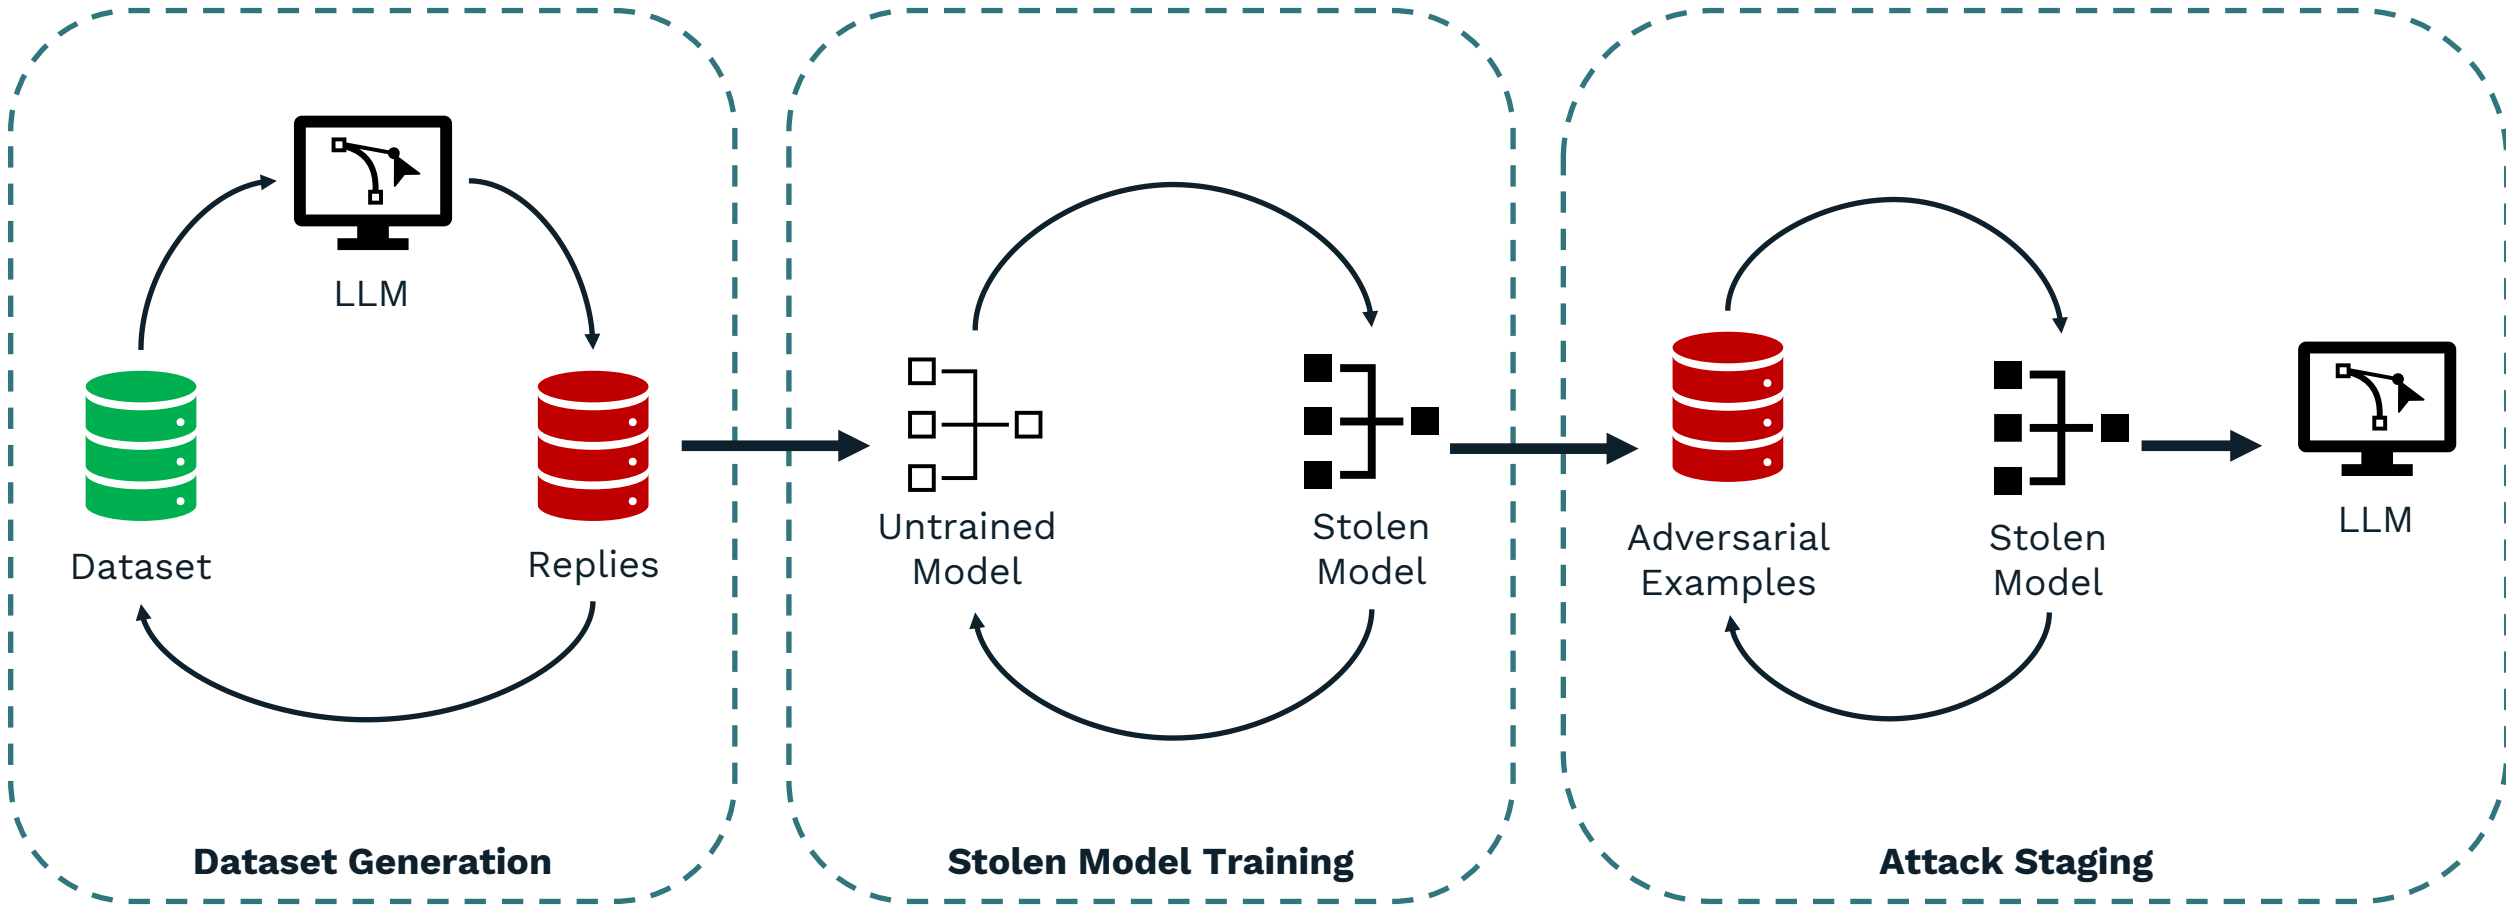 LLM
Dataset
Replies
Dataset Generation
Untrained
Model
Stolen
Model
Stolen Model Training
Adversarial
Examples
Stolen
Model
LLM
Attack Staging